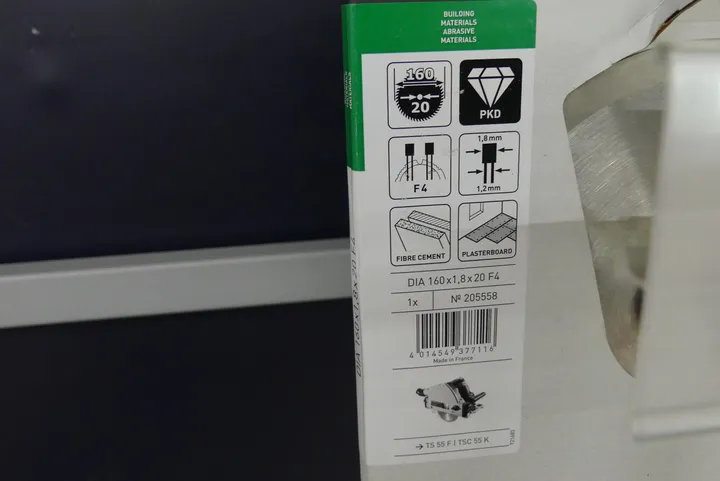 BUILDING
MATERIALS
ABRASIVE
MATERIALS
160
20
PKD
F4
1,8mm
1,2mm
FIBRE CEMENT
PLASTERBOARD
DIA 160x1,8x20 F4
1x
№ 205558
4 014549 377116
Made in France
→ TS 55 F | TSC 55 K